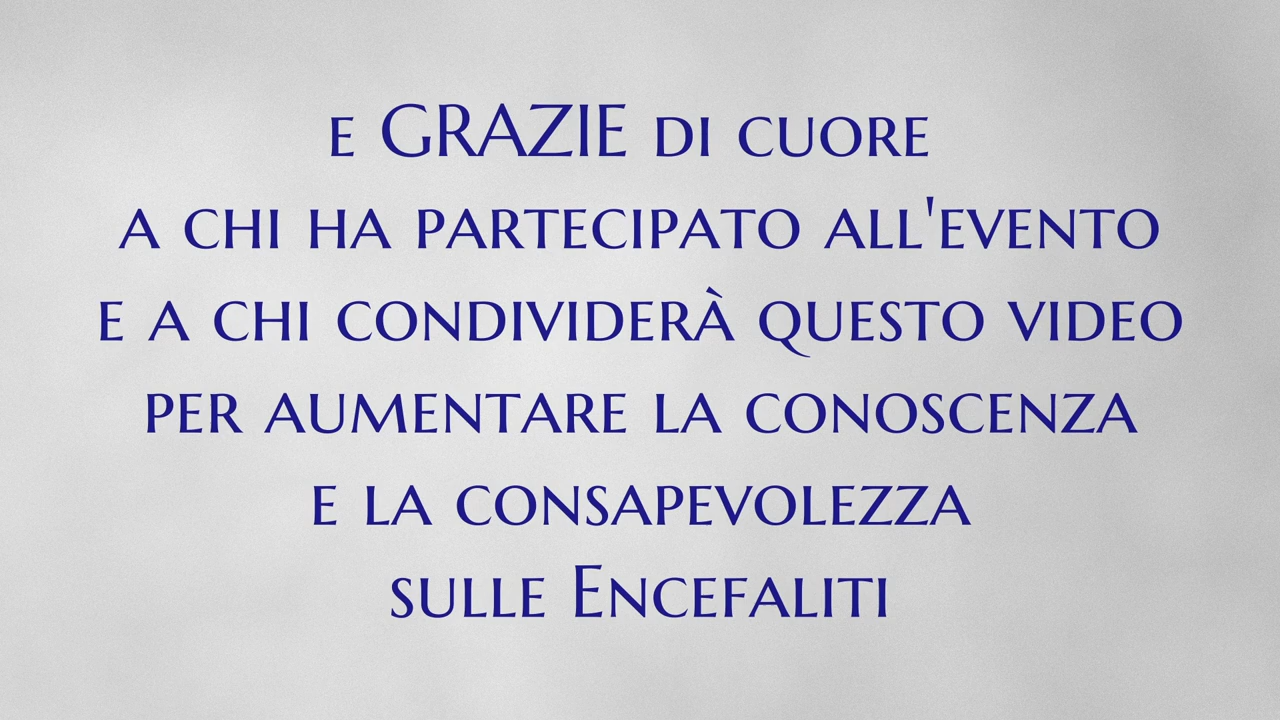 e GRAZIE di cuore
a chi ha partecipato all'evento
e a chi condividerà questo video
per aumentare la conoscenza
e la consapevolezza
sulle Encefaliti